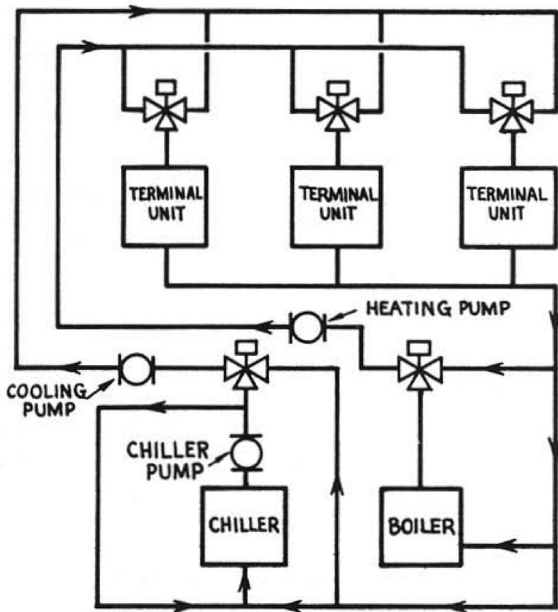 TERMINAL
UNIT
TERMINAL
UNIT
TERMINAL
UNIT
HEATING PUMP
COOLING
PUMP
CHILLER
PUMP
CHILLER
BOILER